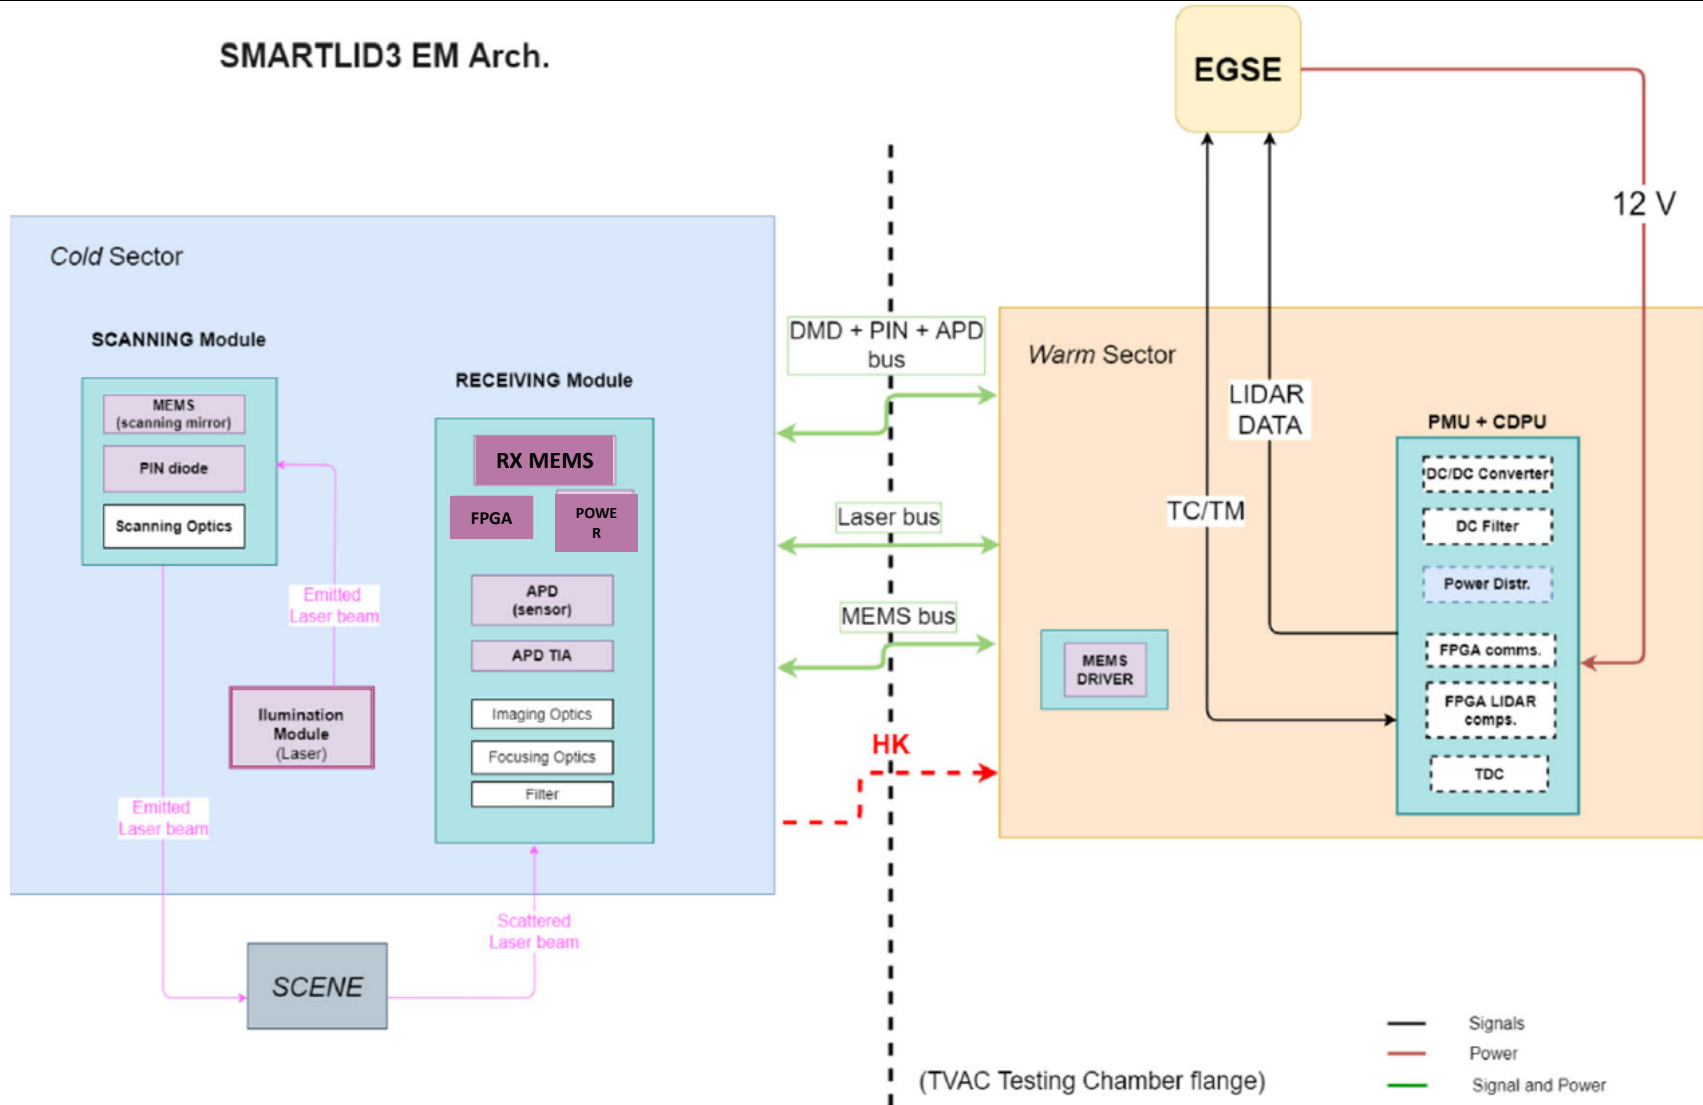 SMARTLID3 EM Arch.
EGSE
12 V
Cold Sector
SCANNING Module
MEMS
(scanning mirror)
PIN diode
Scanning Optics
RECEIVING Module
RX MEMS
FPGA
POWE
R
APD
(sensor)
APD TIA
Imaging Optics
Focusing Optics
Filter
Emitted
Laser beam
Ilumination
Module
(Laser)
Emitted
Laser beam
Scattered
Laser beam
SCENE
DMD + PIN + APD
bus
Laser bus
MEMS bus
HK
Warm Sector
LIDAR
DATA
TC/TM
MEMS
DRIVER
PMU + CDPU
DC/DC Converter
DC Filter
Power Distr.
FPGA comms.
FPGA LIDAR
comps.
TDC
(TVAC Testing Chamber flange)
Signals
Power
Signal and Power